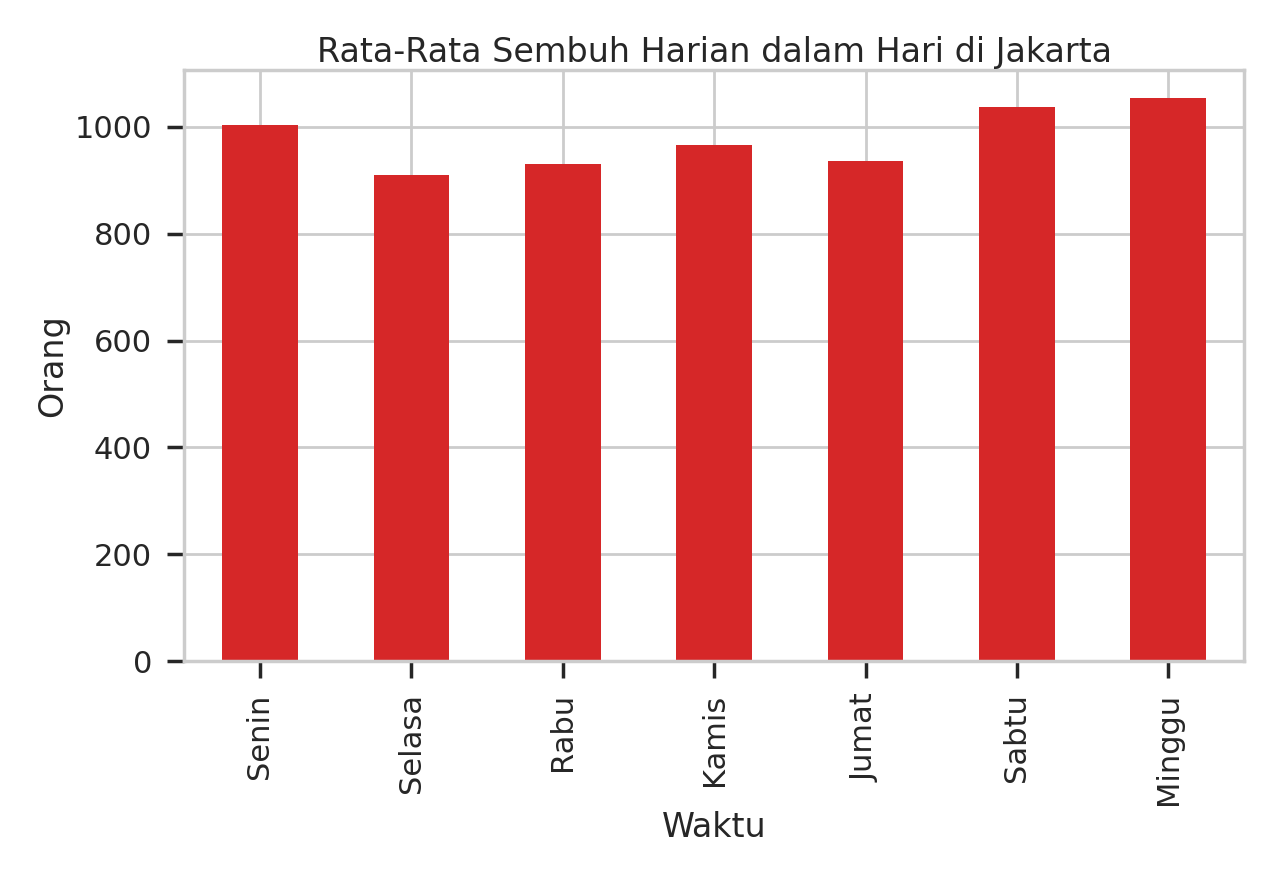 Rata-Rata Sembuh Harian dalam Hari di Jakarta
Orang
1000
800
600
400
200
0
Senin
Selasa
Rabu
Kamis
Jumat
Sabtu
Minggu
Waktu